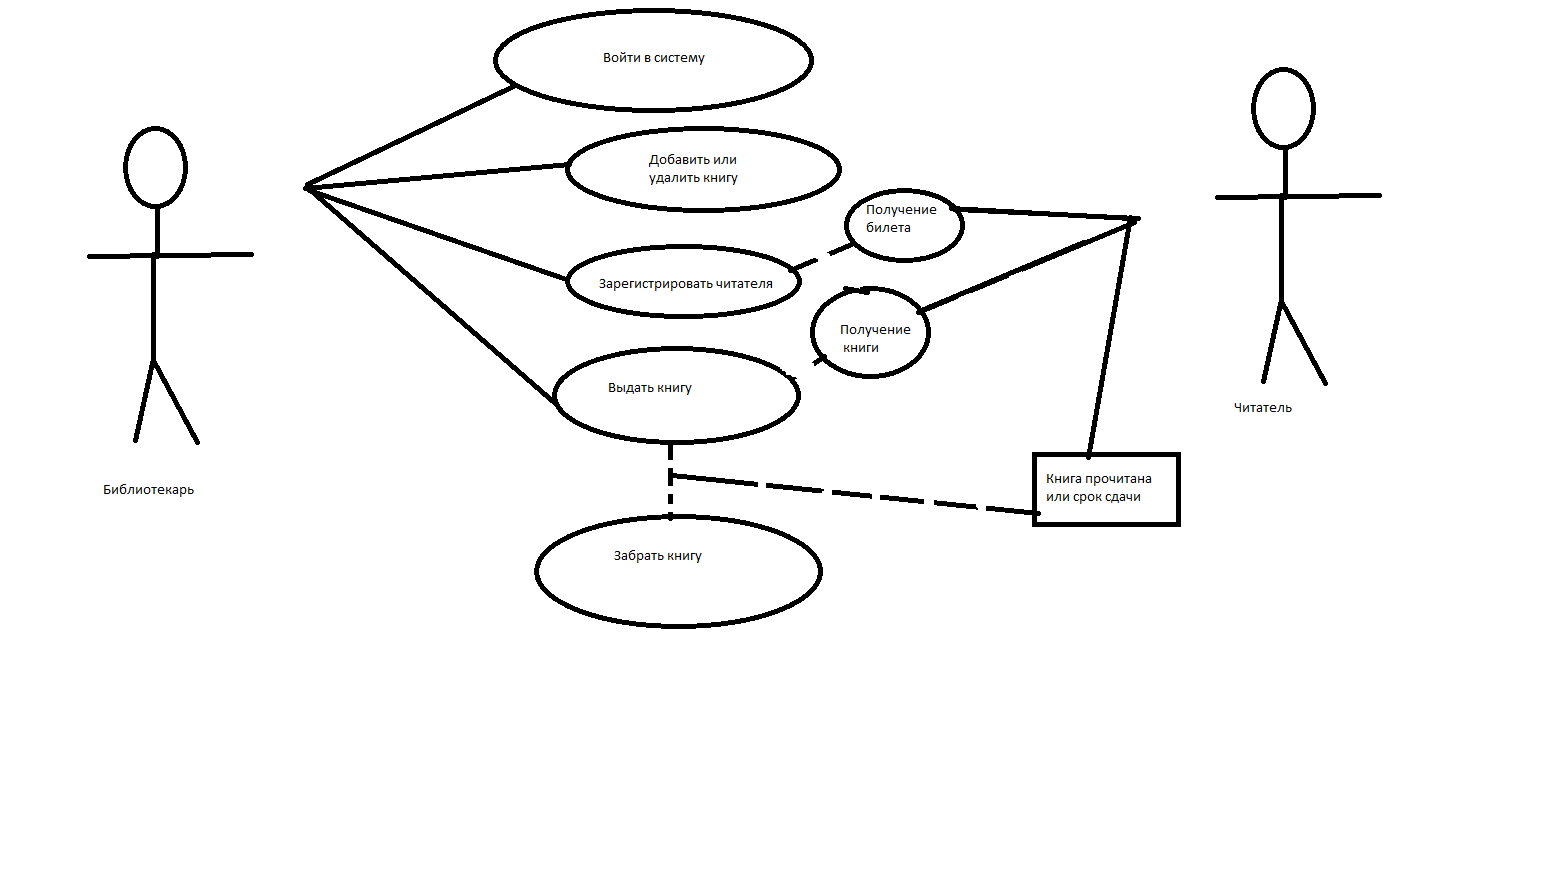 Войти в систему
Добавить или
удалить книгу
Получение
билета
Зарегистрировать читателя
Получение
книги
Выдать книгу
Читатель
Книга прочитана
или срок сдачи
Библиотекарь
Забрать книгу